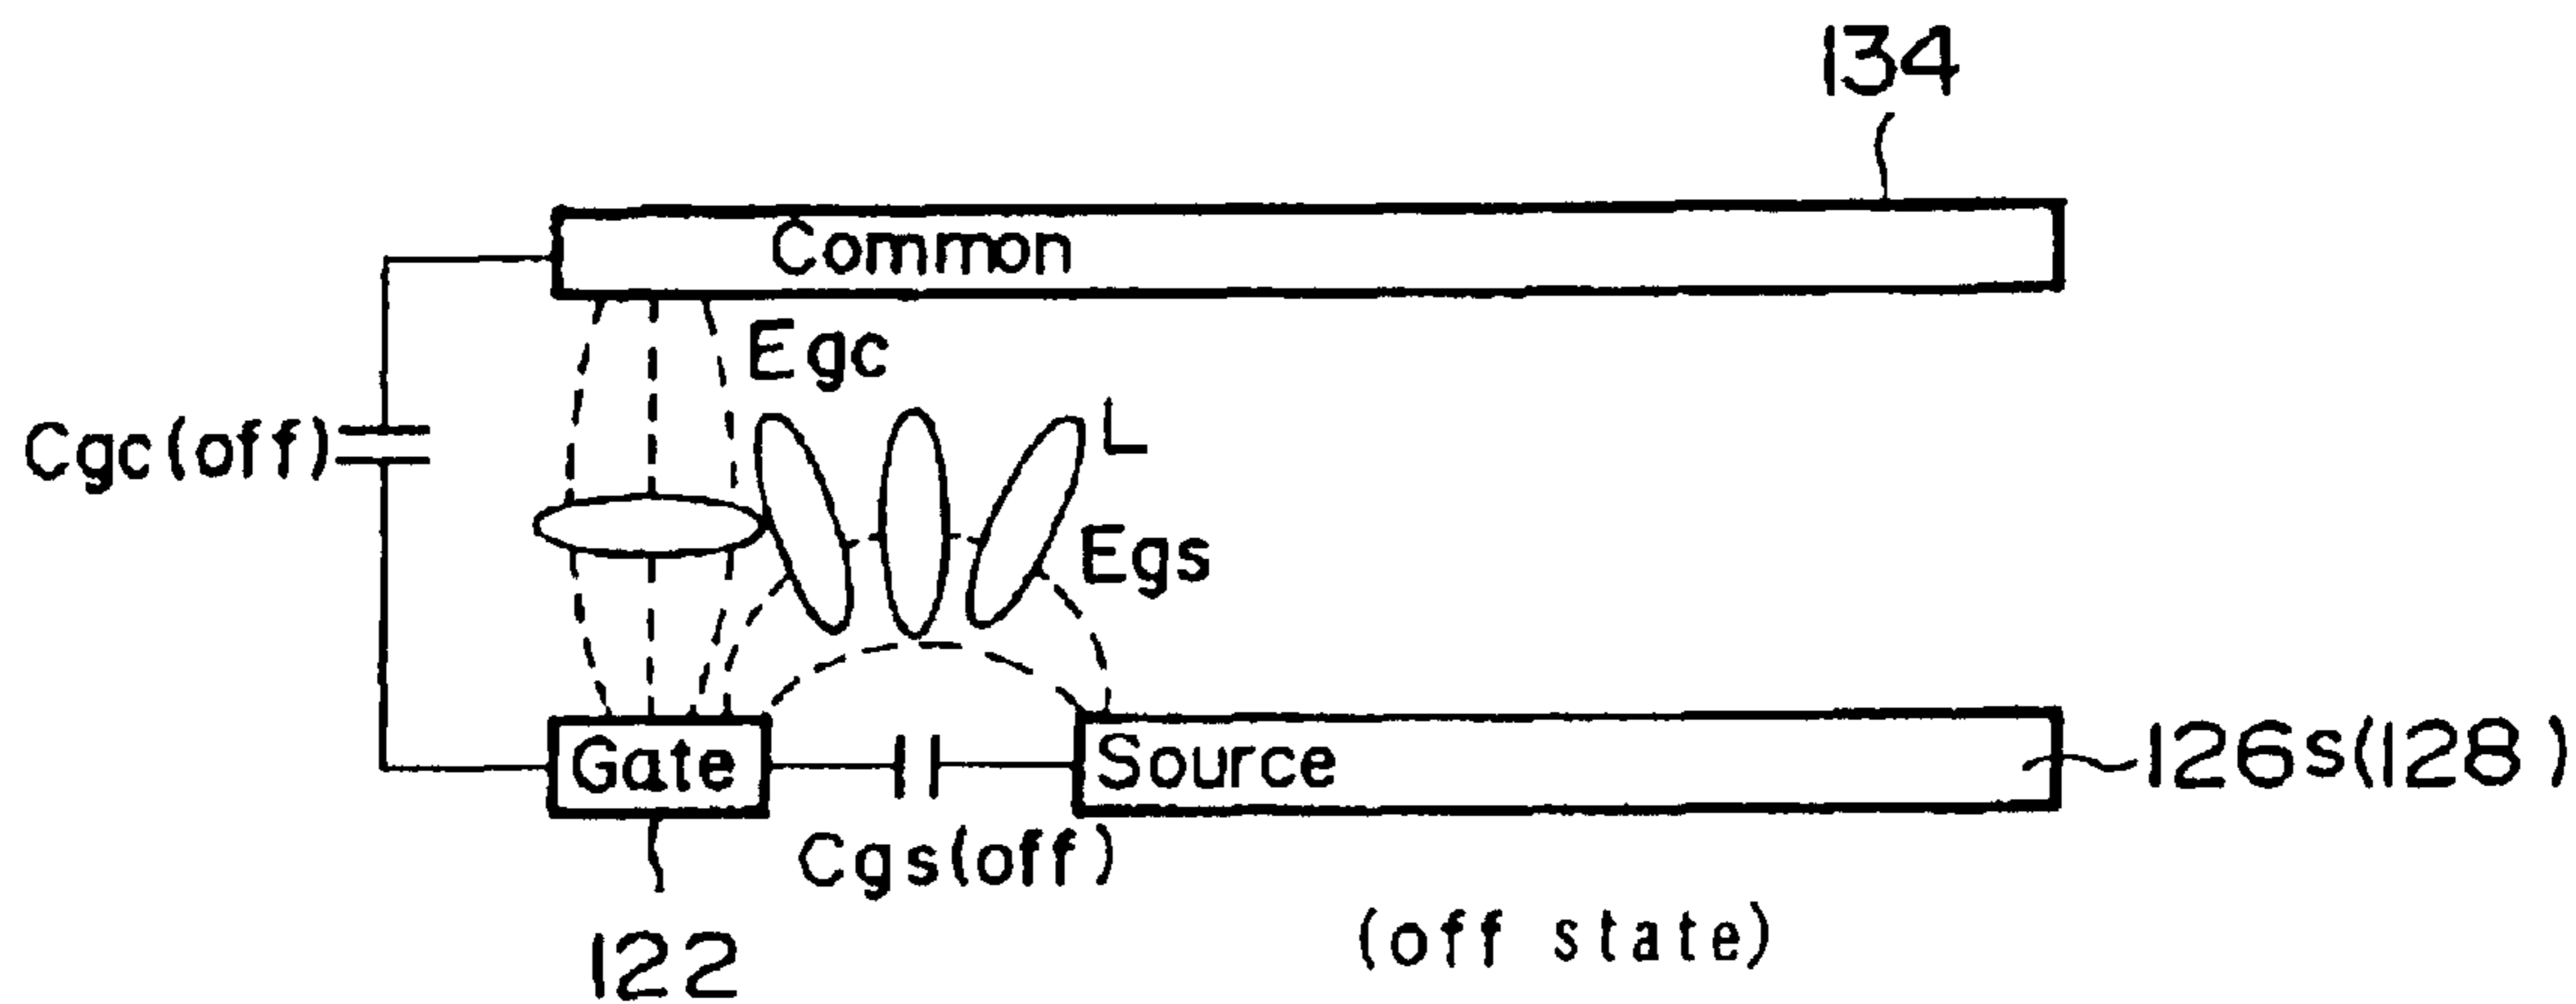 134
Common
Egc
Cgc(off)
L
Egs
Gate
Source
126s(128)
Cgs(off)
122
(off state)